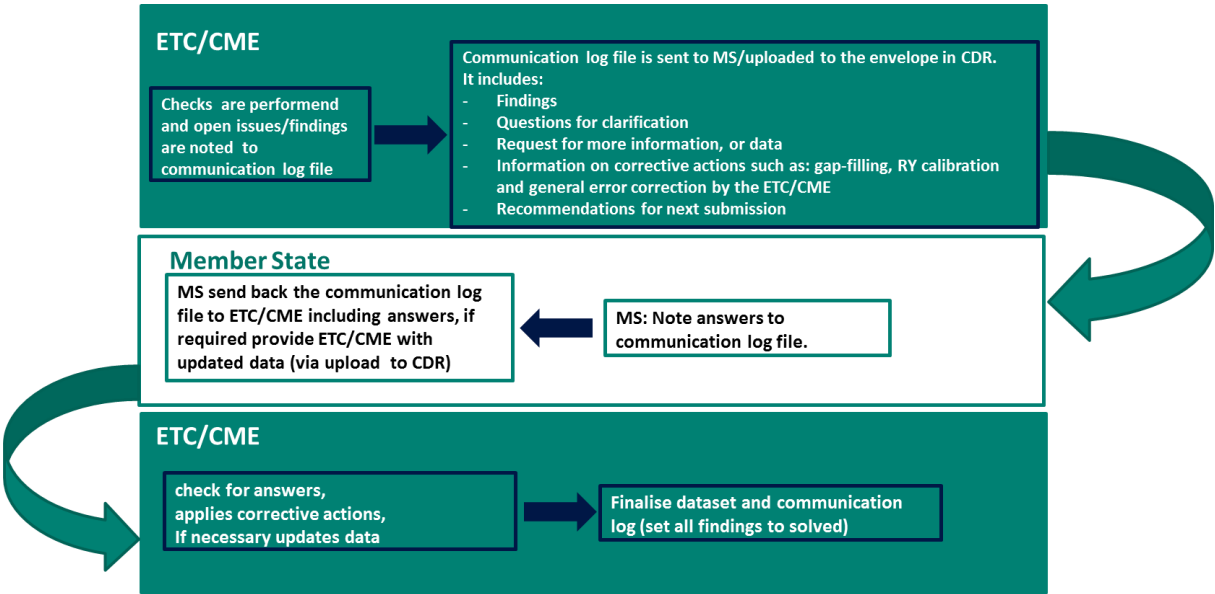 ETC/CME
Checks are performend
and open issues/findings
are noted to
communication log file
Communication log file is sent to MS/uploaded to the envelope in CDR.
It includes:
- Findings
- Questions for clarification
- Request for more information, or data
- Information on corrective actions such as: gap-filling, RY calibration
and general error correction by the ETC/CME
- Recommendations for next submission
Member State
MS: Note answers to
communication log file.
MS send back the communication log
file to ETC/CME including answers, if
required provide ETC/CME with
updated data (via upload to CDR)
ETC/CME
check for answers,
applies corrective actions,
If necessary updates data
Finalise dataset and communication
log (set all findings to solved)